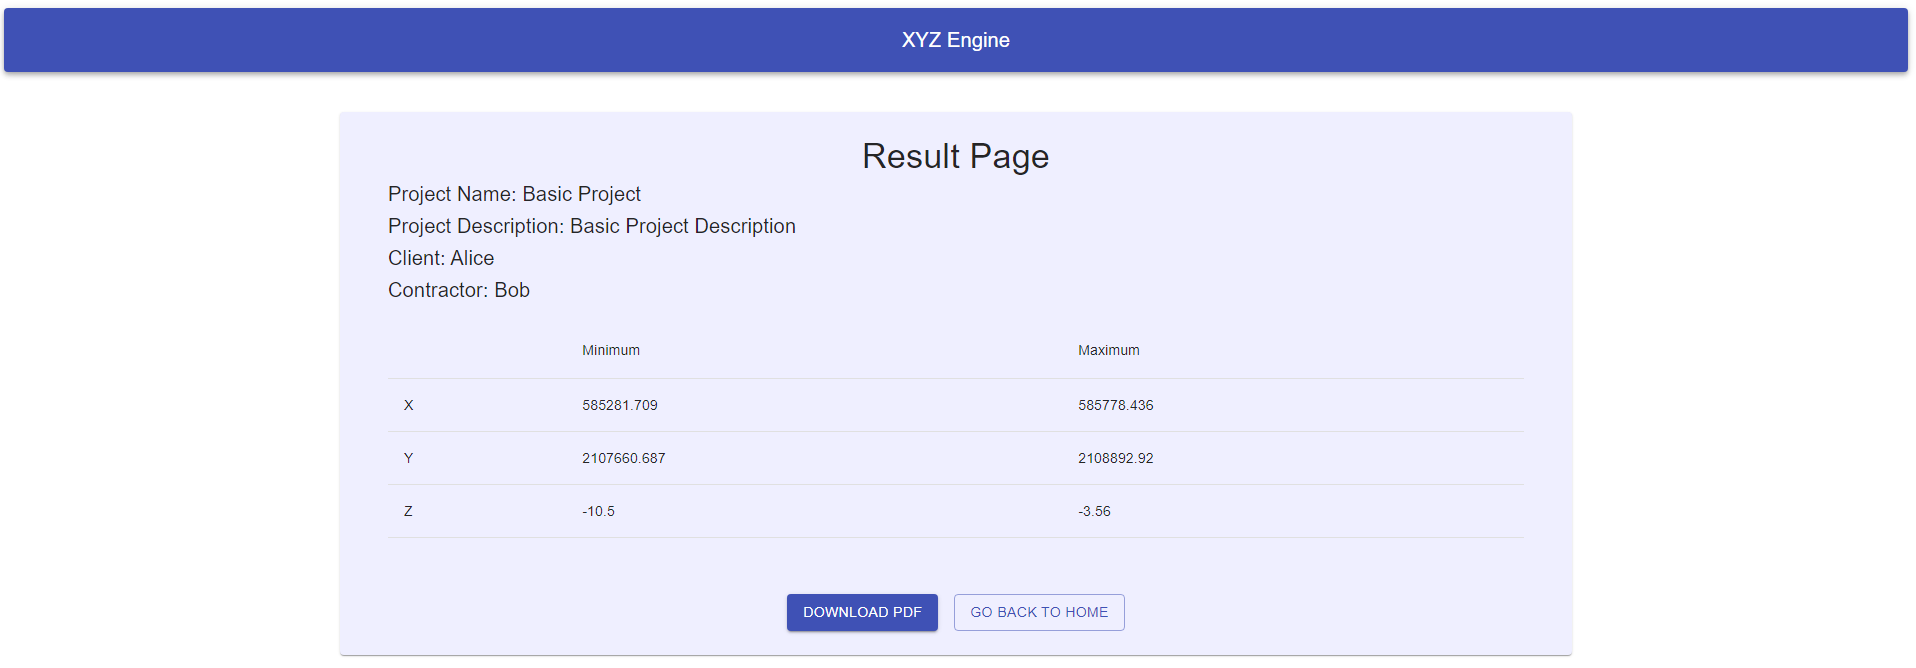 XYZ Engine
Result Page
Project Name: Basic Project
Project Description: Basic Project Description
Client: Alice
Contractor: Bob
Minimum Maximum
X 585281.709 585778.436
Y 2107660.687 2108892.92
Z -10.5 -3.56
DOWNLOAD PDF GO BACK TO HOME